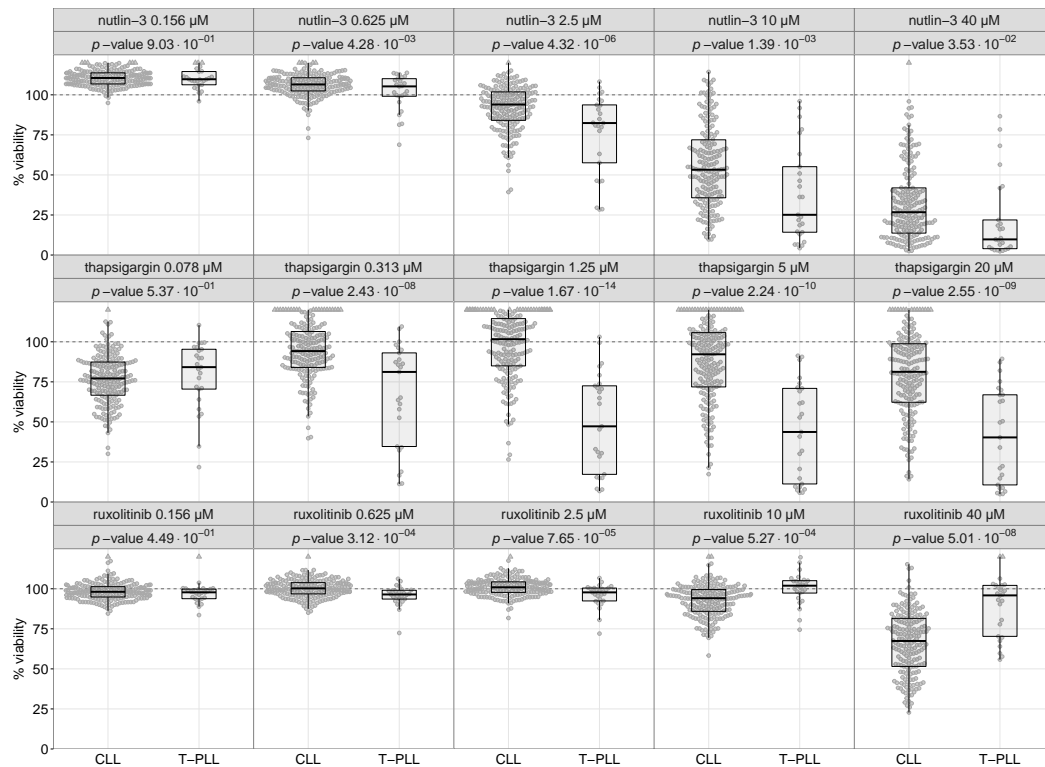 nutlin−3 0.156 µM nutlin−3 0.625 µM nutlin−3 2.5 µM nutlin−3 10 µM nutlin−3 40 µM
p −value 9.03 · 10⁻⁰¹ p −value 4.28 · 10⁻⁰³ p −value 4.32 · 10⁻⁰⁶ p −value 1.39 · 10⁻⁰³ p −value 3.53 · 10⁻⁰²
100
75
50
25
0
% viability
thapsigargin 0.078 µM thapsigargin 0.313 µM thapsigargin 1.25 µM thapsigargin 5 µM thapsigargin 20 µM
p −value 5.37 · 10⁻⁰¹ p −value 2.43 · 10⁻⁰⁸ p −value 1.67 · 10⁻¹⁴ p −value 2.24 · 10⁻¹⁰ p −value 2.55 · 10⁻⁰⁹
100
75
50
25
0
% viability
ruxolitinib 0.156 µM ruxolitinib 0.625 µM ruxolitinib 2.5 µM ruxolitinib 10 µM ruxolitinib 40 µM
p −value 4.49 · 10⁻⁰¹ p −value 3.12 · 10⁻⁰⁴ p −value 7.65 · 10⁻⁰⁵ p −value 5.27 · 10⁻⁰⁴ p −value 5.01 · 10⁻⁰⁸
100
75
50
25
0
% viability
CLL T−PLL CLL T−PLL CLL T−PLL CLL T−PLL CLL T−PLL